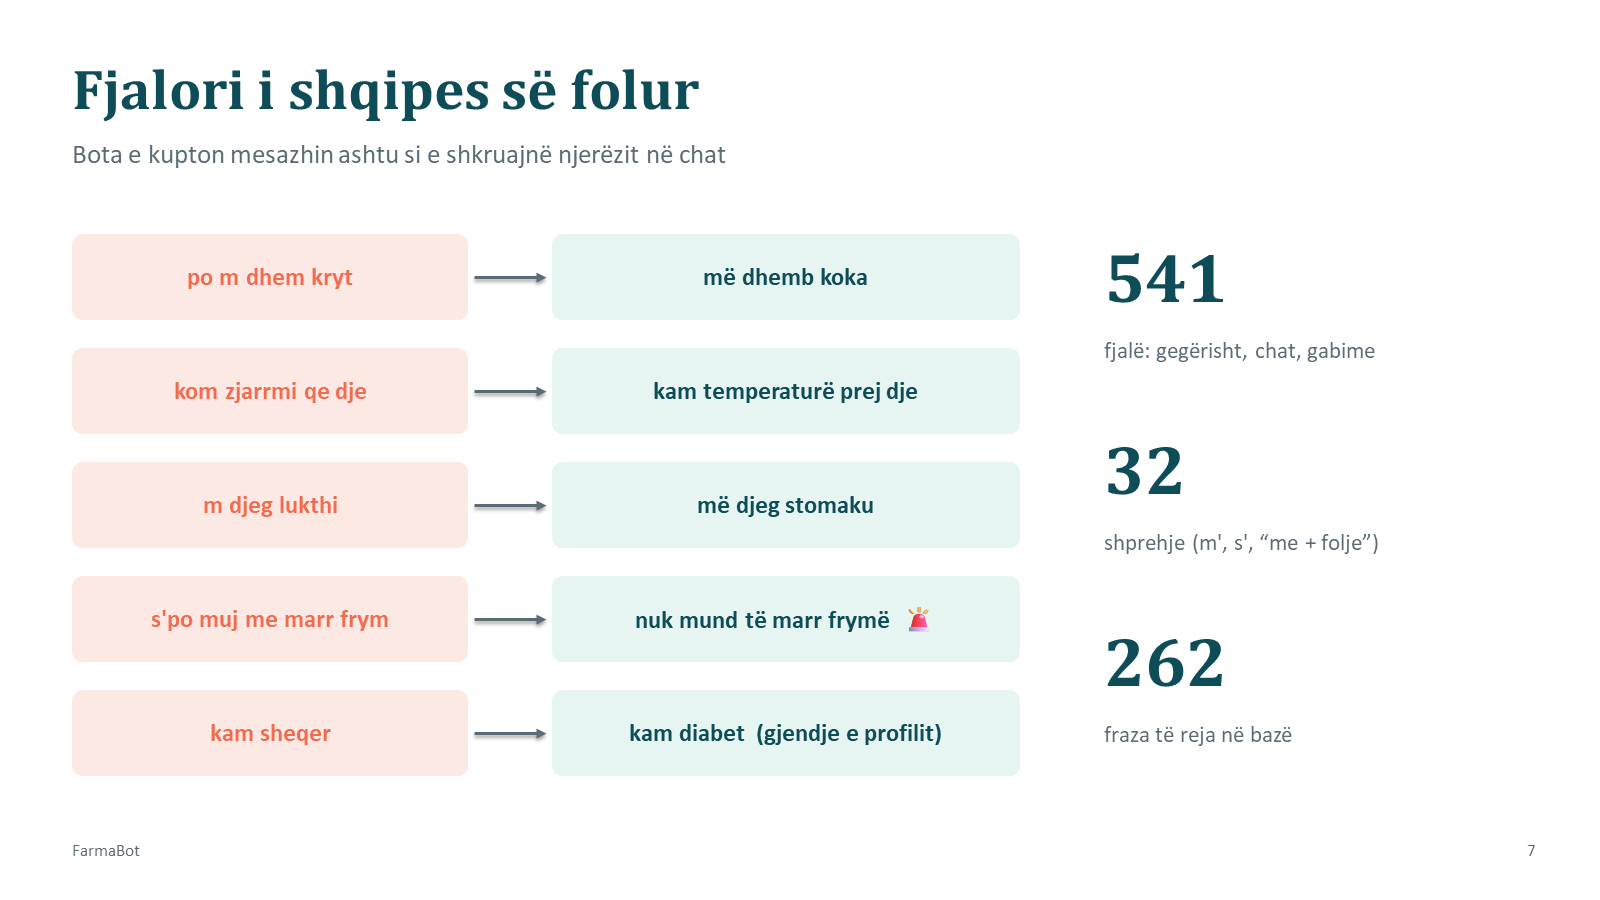 Fjalori i shqipes së folur
Bota e kupton mesazhin ashtu si e shkruajnë njerëzit në chat
po m dhem kryt
më dhemb koka
kom zjarrmi qe dje
kam temperaturë prej dje
m djeg lukthi
më djeg stomaku
s'po muj me marr frym
nuk mund të marr frymë 🚨
kam sheqer
kam diabet (gjendje e profilit)
541
fjalë: gegërisht, chat, gabime
32
shprehje (m', s', “me + folje”)
262
fraza të reja në bazë
FarmaBot
7